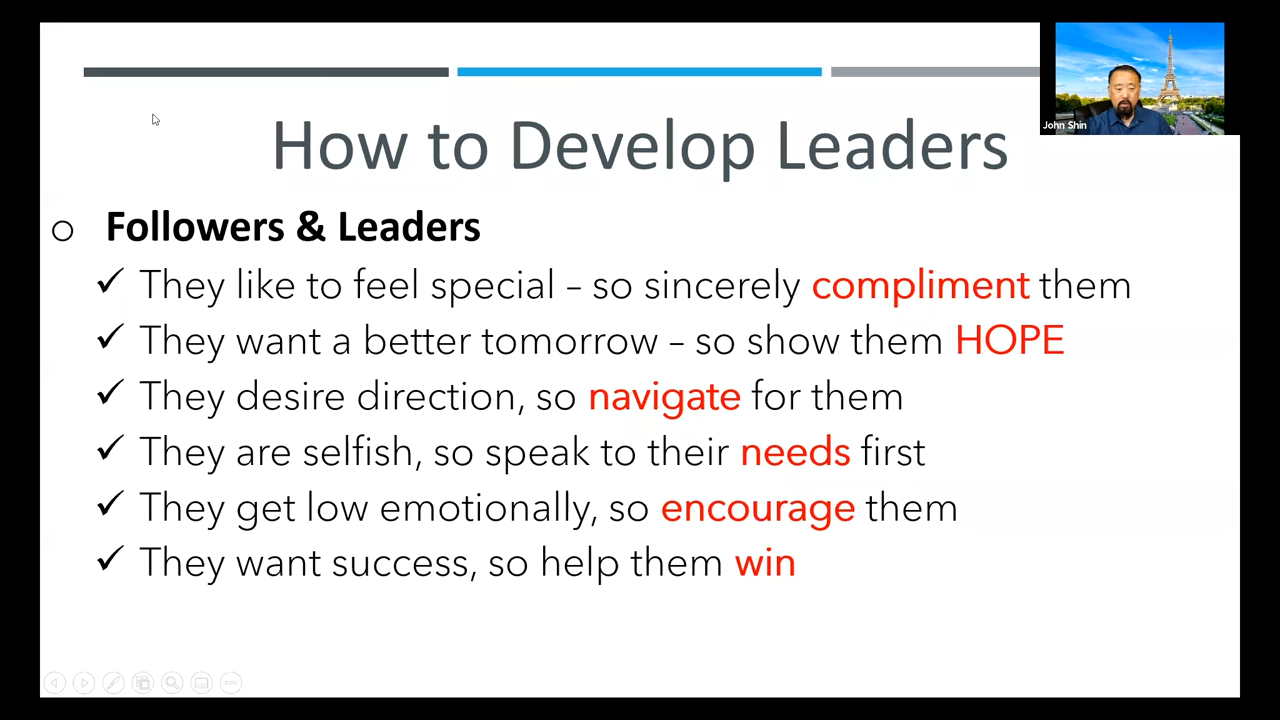 John Shin
How to Develop Leaders
Followers & Leaders
They like to feel special – so sincerely compliment them
They want a better tomorrow – so show them HOPE
They desire direction, so navigate for them
They are selfish, so speak to their needs first
They get low emotionally, so encourage them
They want success, so help them win